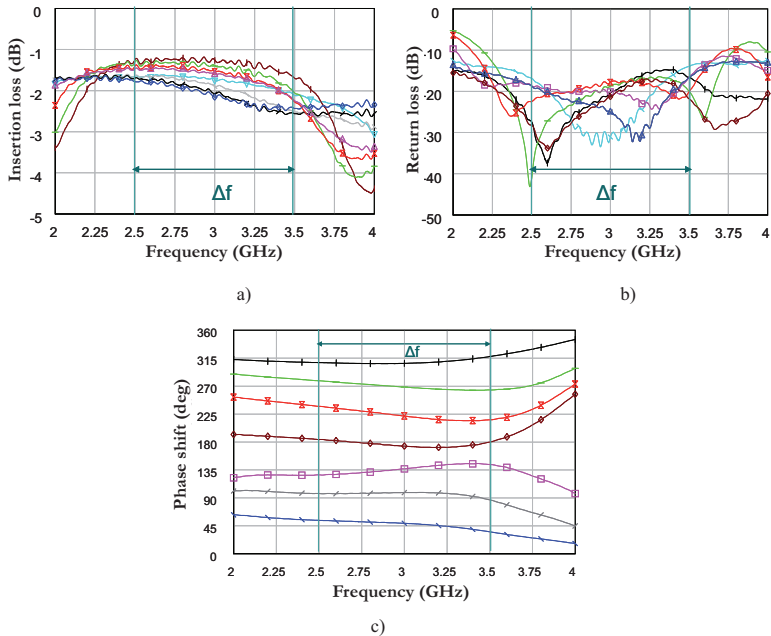 0
-1
-2
-3
-4
-5
Insertion loss (dB)
Δf
2 2.25 2.5 2.75 3 3.25 3.5 3.75 4
Frequency (GHz)
a)
0
-10
-20
-30
-40
-50
Return loss (dB)
Δf
2 2.25 2.5 2.75 3 3.25 3.5 3.75 4
Frequency (GHz)
b)
360
315
270
225
180
135
90
45
0
Phase shift (deg)
Δf
2 2.25 2.5 2.75 3 3.25 3.5 3.75 4
Frequency (GHz)
c)